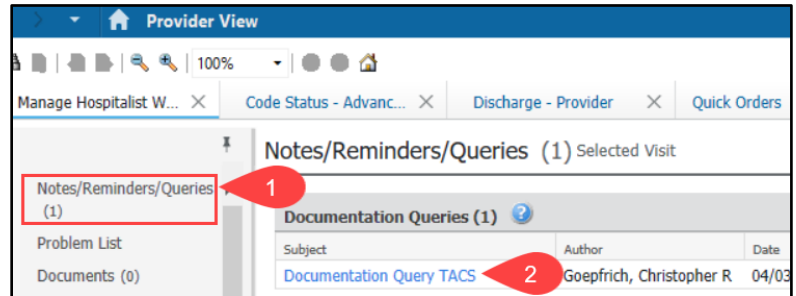 Provider View
100%
Manage Hospitalist W... Code Status - Advanc... Discharge - Provider Quick Orders
Notes/Reminders/Queries (1) Selected Visit
Notes/Reminders/Queries 1
(1)
Documentation Queries (1) ?
Problem List
Subject Author Date
Documents (0)
Documentation Query TACS 2 Goepfrich, Christopher R 04/03